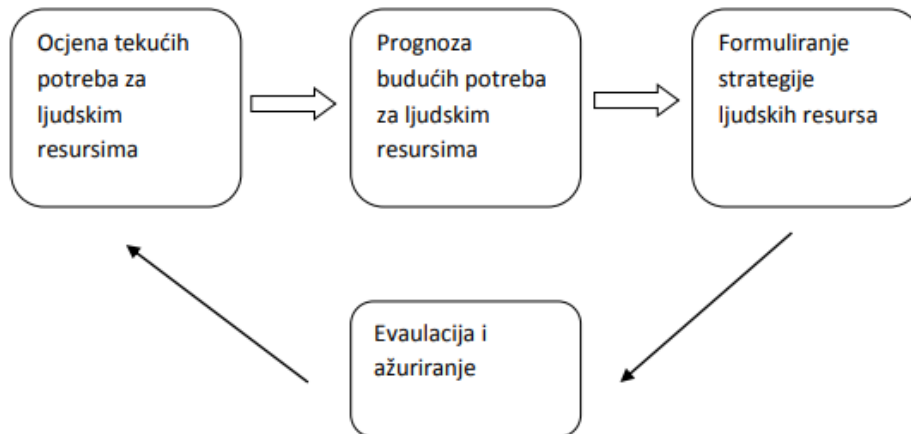 Ocjena tekućih
potreba za
ljudskim
resursima
Prognoza
budućih potreba
za ljudskim
resursima
Formuliranje
strategije
ljudskih resursa
Evaulacija i
ažuriranje